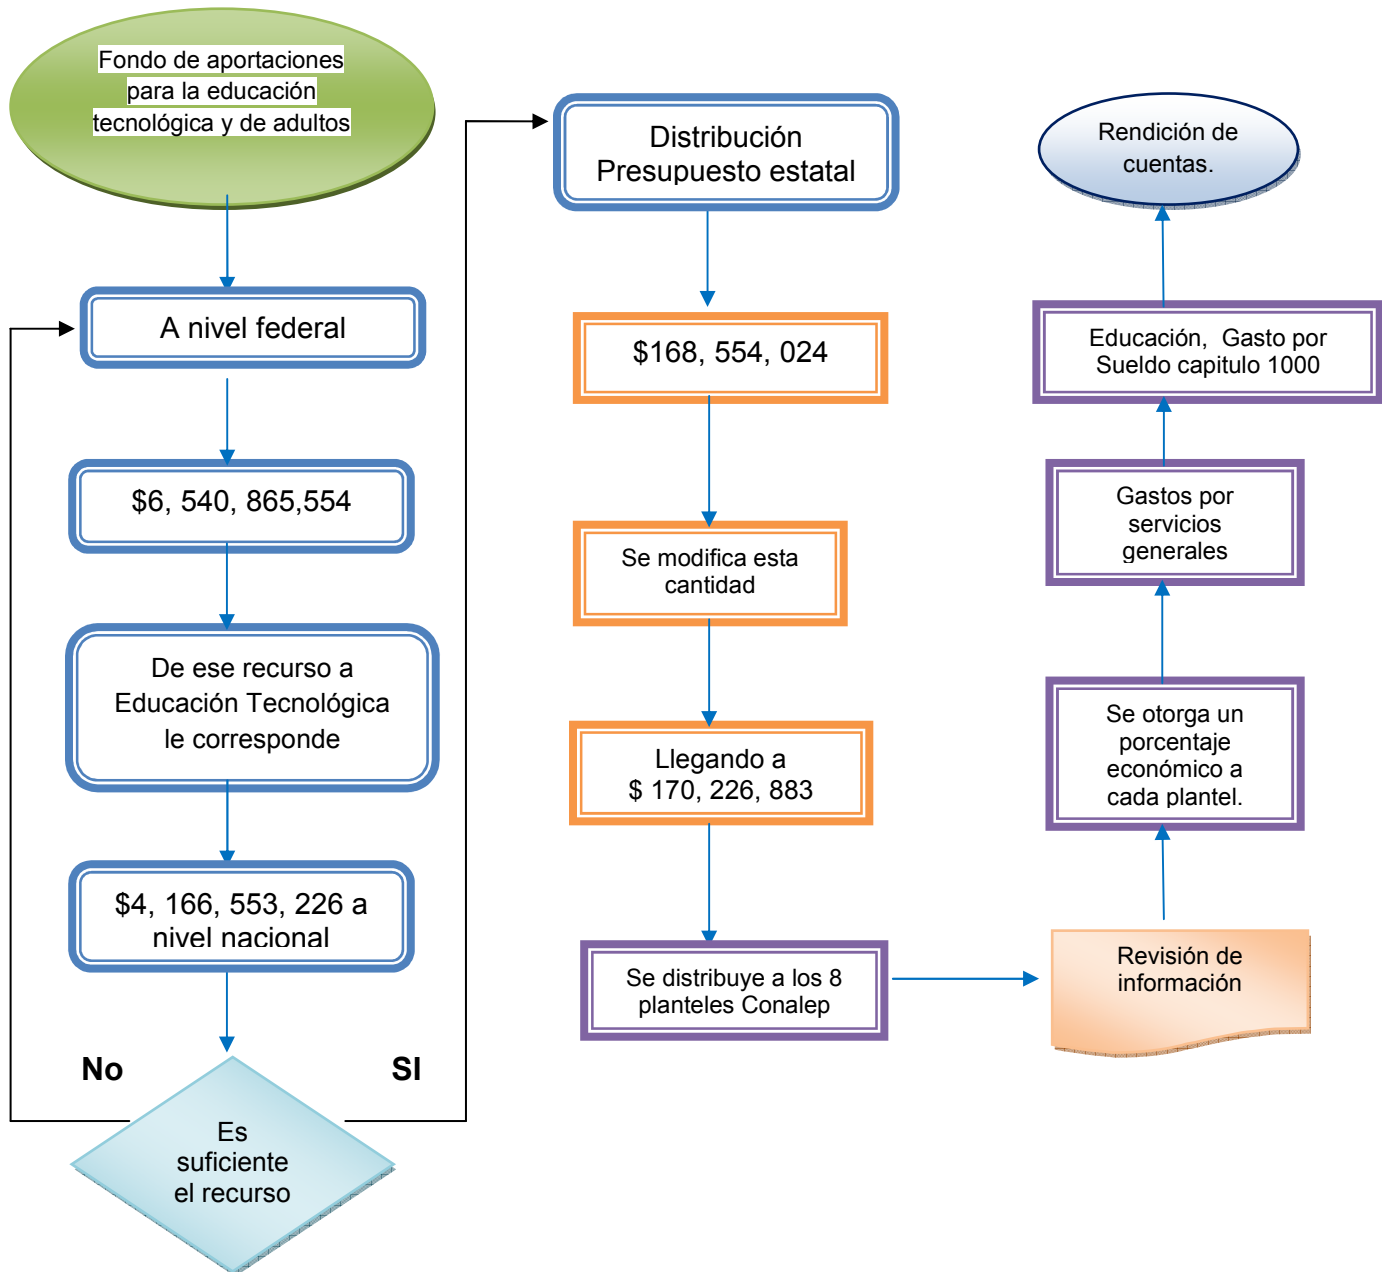 Fondo de aportaciones
para la educación
tecnológica y de adultos
A nivel federal
$6, 540, 865,554
De ese recurso a
Educación Tecnológica
le corresponde
$4, 166, 553, 226 a
nivel nacional
No
SI
Es
suficiente
el recurso
Distribución
Presupuesto estatal
$168, 554, 024
Se modifica esta
cantidad
Llegando a
$ 170, 226, 883
Se distribuye a los 8
planteles Conalep
Revisión de
información
Se otorga un
porcentaje
económico a
cada plantel.
Gastos por
servicios
generales
Educación, Gasto por
Sueldo capitulo 1000
Rendición de
cuentas.